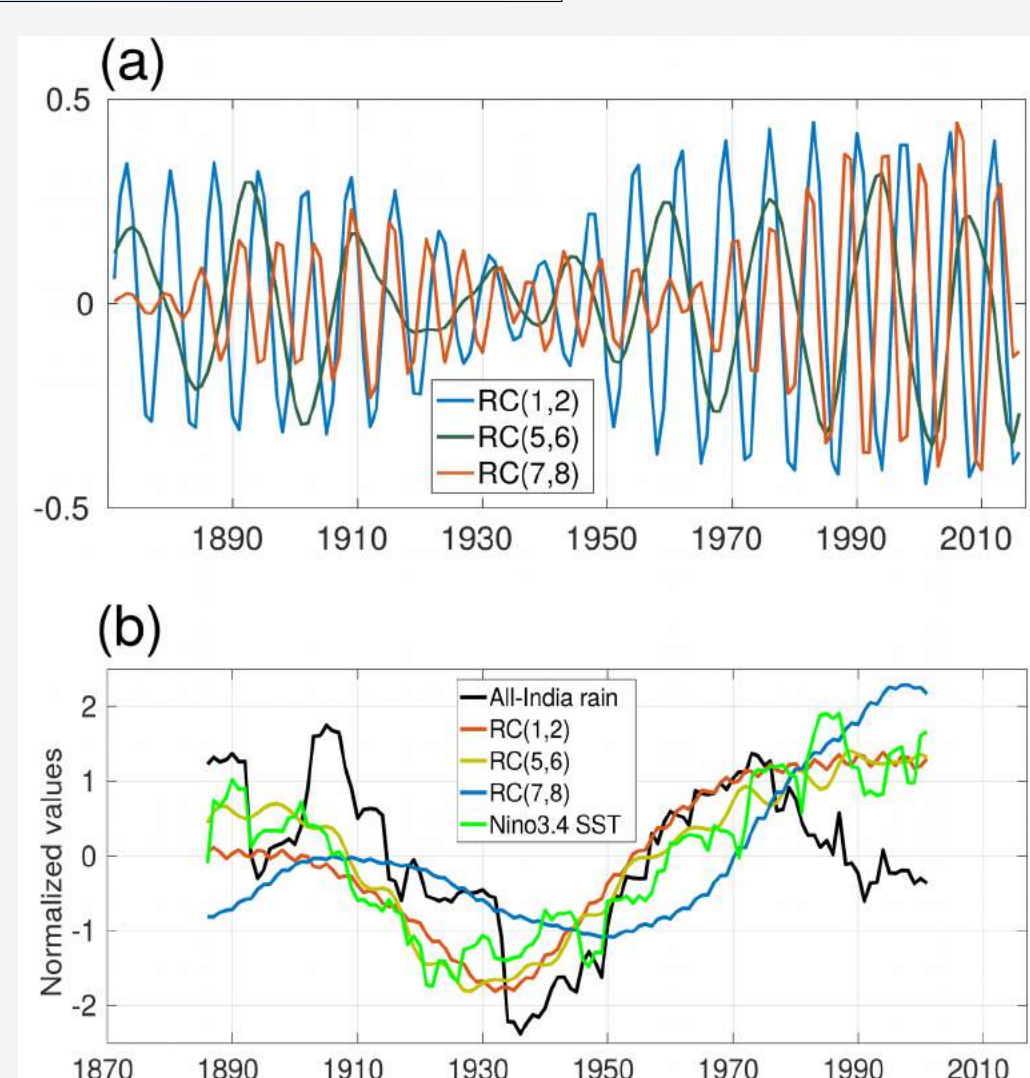 (a)
0.5
0
-0.5
RC(1,2)
RC(5,6)
RC(7,8)
1890 1910 1930 1950 1970 1990 2010
(b)
Normalized values
2
1
0
-1
-2
All-India rain
RC(1,2)
RC(5,6)
RC(7,8)
Nino3.4 SST
1870 1890 1910 1930 1950 1970 1990 2010